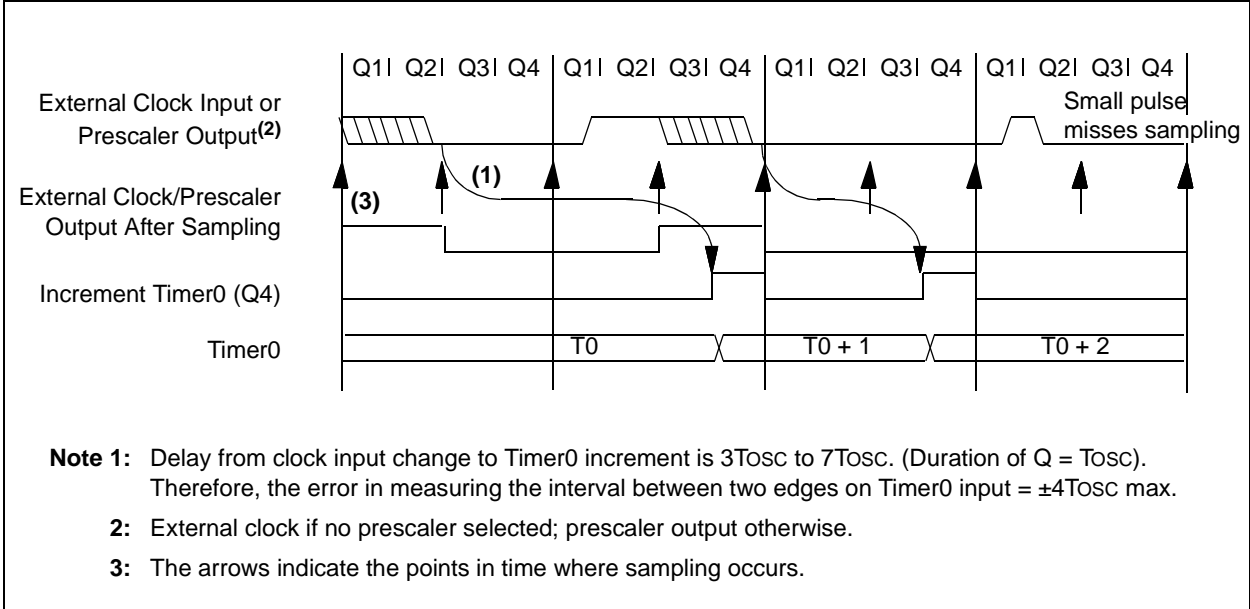 Q1| Q2| Q3| Q4 Q1| Q2| Q3| Q4 Q1| Q2| Q3| Q4 Q1| Q2| Q3| Q4
External Clock Input or
Prescaler Output(2)
Small pulse
misses sampling
(1)
External Clock/Prescaler
Output After Sampling
(3)
Increment Timer0 (Q4)
Timer0
T0 T0 + 1 T0 + 2
Note 1: Delay from clock input change to Timer0 increment is 3TOSC to 7TOSC. (Duration of Q = TOSC).
Therefore, the error in measuring the interval between two edges on Timer0 input = ±4TOSC max.
2: External clock if no prescaler selected; prescaler output otherwise.
3: The arrows indicate the points in time where sampling occurs.